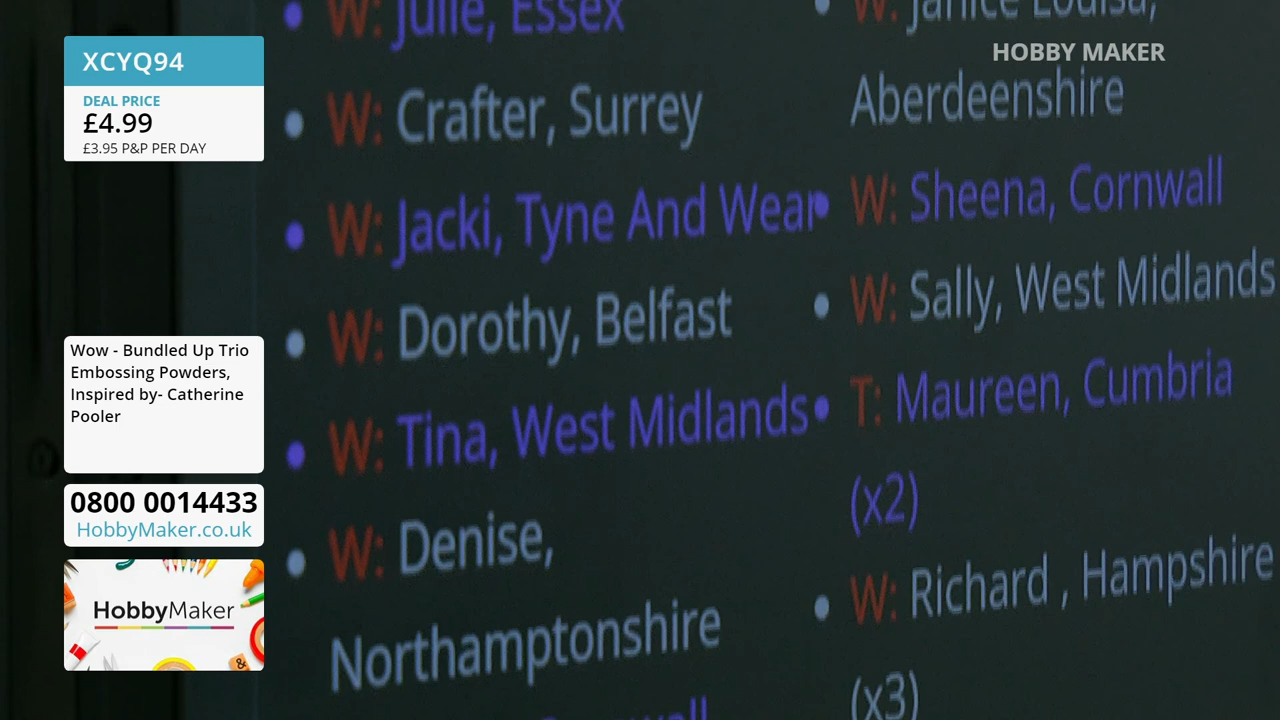 XCYQ94
DEAL PRICE
£4.99
£3.95 P&P PER DAY
Wow - Bundled Up Trio
Embossing Powders,
Inspired by- Catherine
Pooler
0800 0014433
HobbyMaker.co.uk
HobbyMaker
HOBBY MAKER
W: Julie, Essex
W: Crafter, Surrey
W: Jacki, Tyne And Wear
W: Dorothy, Belfast
W: Tina, West Midlands
W: Denise,
Northamptonshire
W: Janice Louisa,
Aberdeenshire
W: Sheena, Cornwall
W: Sally, West Midlands
T: Maureen, Cumbria
(x2)
W: Richard , Hampshire
(x3)